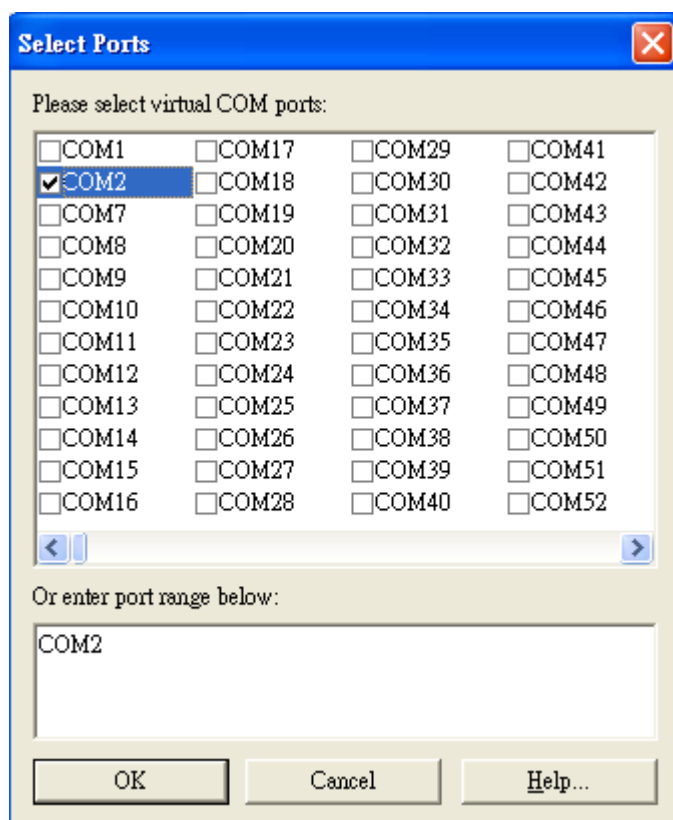 Select Ports
Please select virtual COM ports:
COM1 COM17 COM29 COM41
COM2 COM18 COM30 COM42
COM7 COM19 COM31 COM43
COM8 COM20 COM32 COM44
COM9 COM21 COM33 COM45
COM10 COM22 COM34 COM46
COM11 COM23 COM35 COM47
COM12 COM24 COM36 COM48
COM13 COM25 COM37 COM49
COM14 COM26 COM38 COM50
COM15 COM27 COM39 COM51
COM16 COM28 COM40 COM52
Or enter port range below:
COM2
OK Cancel Help...